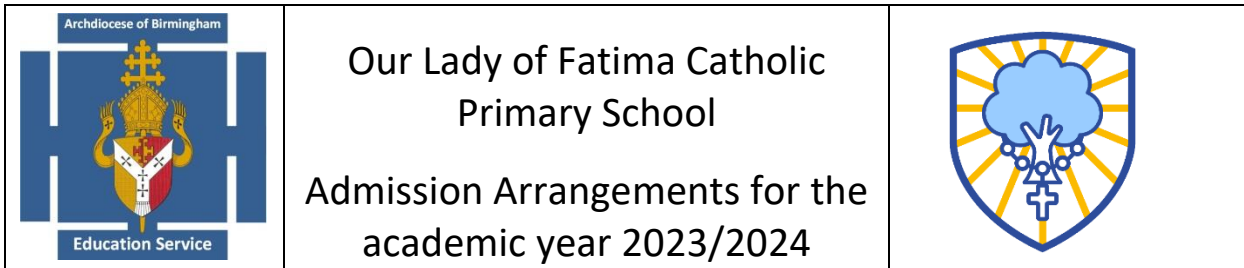 Archdiocese of Birmingham
Education Service
Our Lady of Fatima Catholic
Primary School
Admission Arrangements for the
academic year 2023/2024